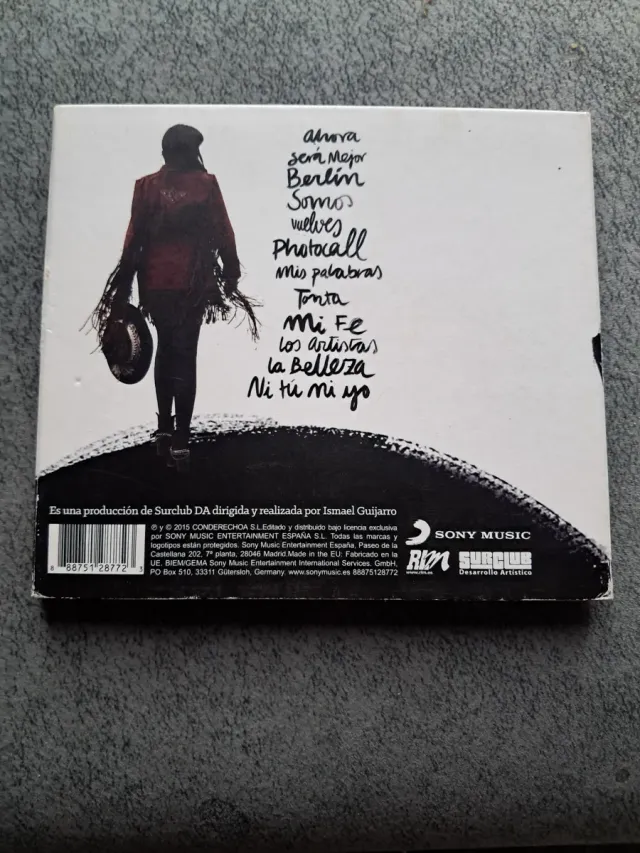 Ahora
será Mejor
Berlín
Somos
vuelves
Photocall
Mis palabras
Tonta
Mi Fe
Los Artistas
La Belleza
Ni tú ni yo
Es una producción de Surclub DA dirigida y realizada por Ismael Guijarro
℗ y © 2015 CONDERECHOA S.L.Editado y distribuido bajo licencia exclusiva
por SONY MUSIC ENTERTAINMENT ESPAÑA S.L. Todas las marcas y
logotipos están protegidos. Sony Music Entertainment España, Paseo de la
Castellana 202, 7ª planta, 28046 Madrid.Made in the EU: Fabricado en la
UE. BIEM/GEMA Sony Music Entertainment International Services. GmbH,
PO Box 510, 33311 Gütersloh, Germany. www.sonymusic.es 88875128772
8 88751 28772
SONY MUSIC
RLM
www.rlm.es
SURCLUB
Desarrollo Artístico